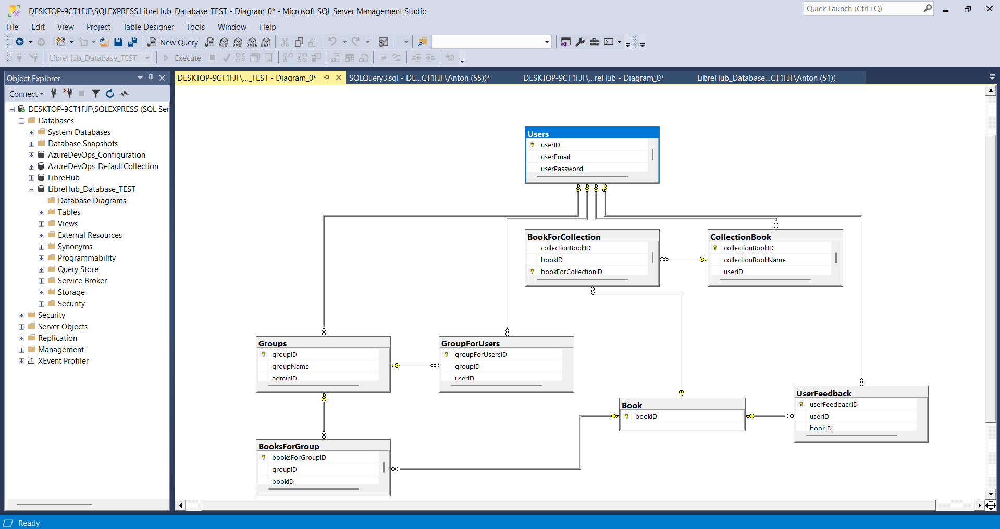 DESKTOP-9CT1FJF\SQLEXPRESS.LibreHub_Database_TEST - Diagram_0* - Microsoft SQL Server Management Studio
Quick Launch (Ctrl+Q)
File Edit View Project Table Designer Tools Window Help
New Query MDX DMX XMLA DAX
LibreHub_Database_TEST Execute
Object Explorer
DESKTOP-9CT1FJF\..._TEST - Diagram_0* SQLQuery3.sql - DE...CT1FJF\Anton (55))* DESKTOP-9CT1FJF\...reHub - Diagram_0* LibreHub_Database...CT1FJF\Anton (51))
Connect
DESKTOP-9CT1FJF\SQLEXPRESS (SQL Ser
Databases
System Databases
Database Snapshots
AzureDevOps_Configuration
AzureDevOps_DefaultCollection
LibreHub
LibreHub_Database_TEST
Database Diagrams
Tables
Views
External Resources
Synonyms
Programmability
Query Store
Service Broker
Storage
Security
Security
Server Objects
Replication
Management
XEvent Profiler
Users
userID
userEmail
userPassword
BookForCollection
collectionBookID
bookID
bookForCollectionID
CollectionBook
collectionBookID
collectionBookName
userID
Groups
groupID
groupName
adminID
GroupForUsers
groupForUsersID
groupID
userID
Book
bookID
UserFeedback
userFeedbackID
userID
bookID
BooksForGroup
booksForGroupID
groupID
bookID
Ready